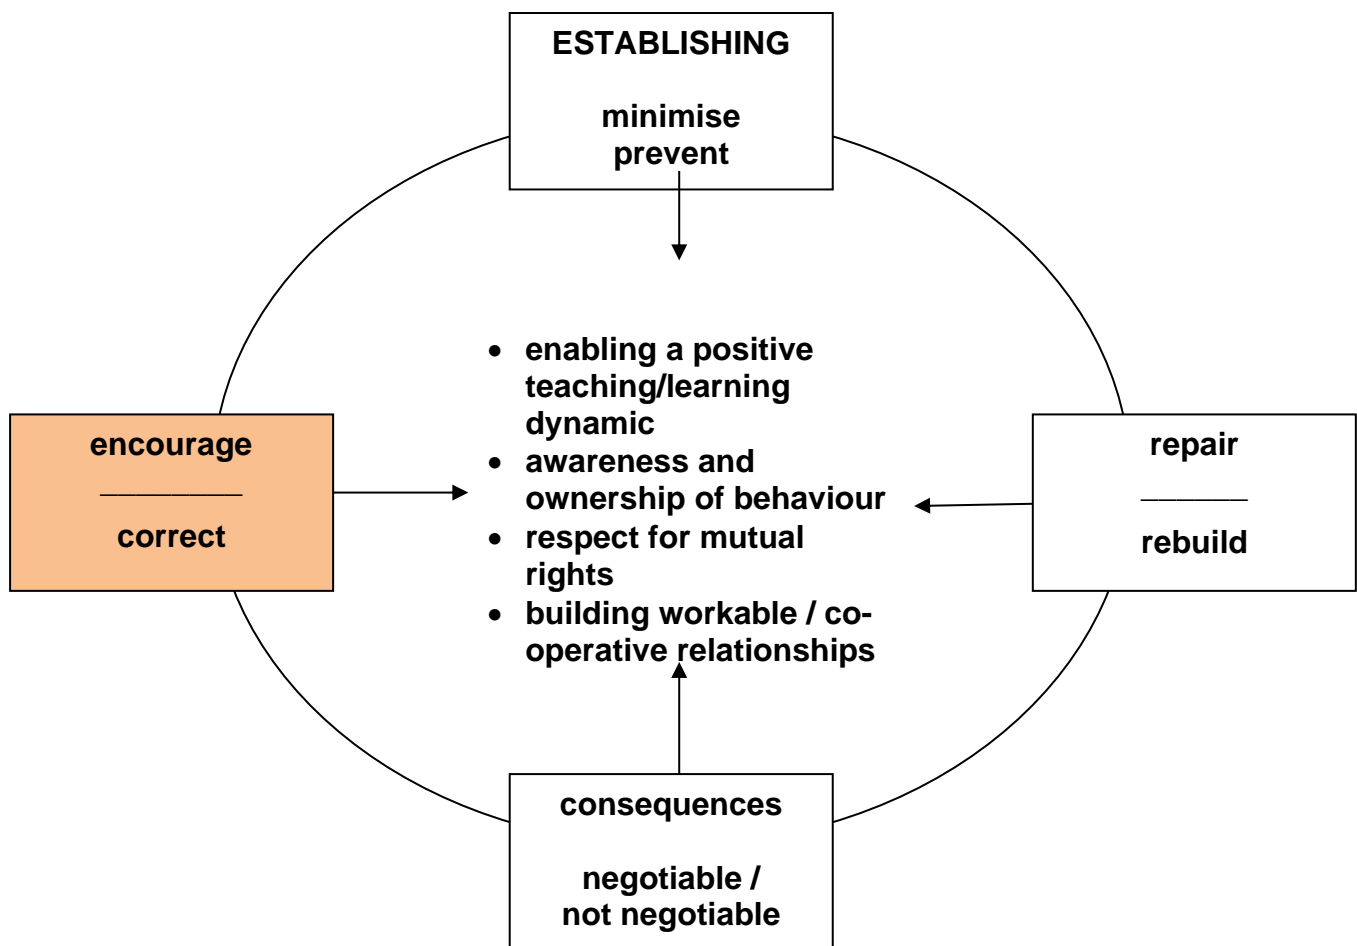 ESTABLISHING
minimise
prevent
• enabling a positive
teaching/learning
dynamic
• awareness and
ownership of behaviour
• respect for mutual
rights
• building workable / co-
operative relationships
encourage
correct
repair
rebuild
consequences
negotiable /
not negotiable